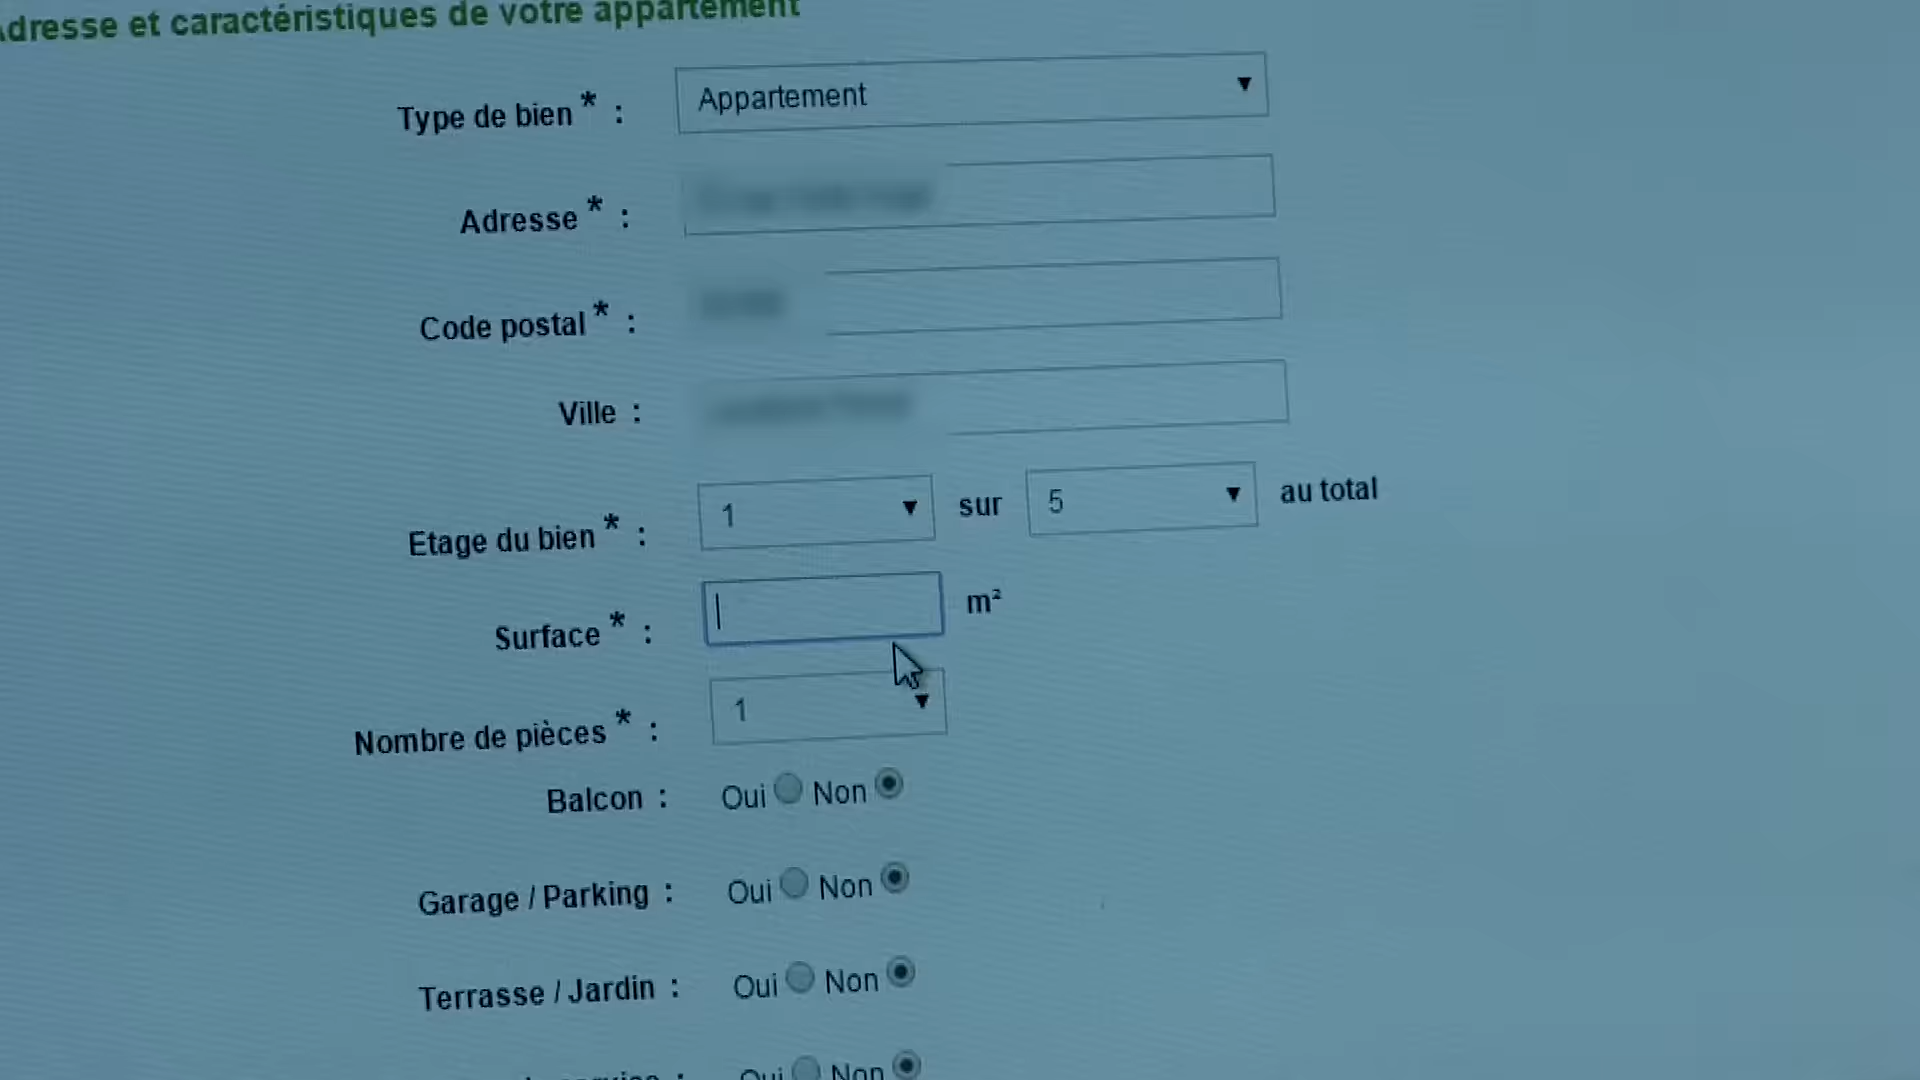 Adresse et caractéristiques de votre appartement
Type de bien * : Appartement
Adresse * :
Code postal * :
Ville :
Etage du bien * : 1 sur 5 au total
Surface * : m²
Nombre de pièces * : 1
Balcon : Oui Non
Garage / Parking : Oui Non
Terrasse / Jardin : Oui Non
: Oui Non